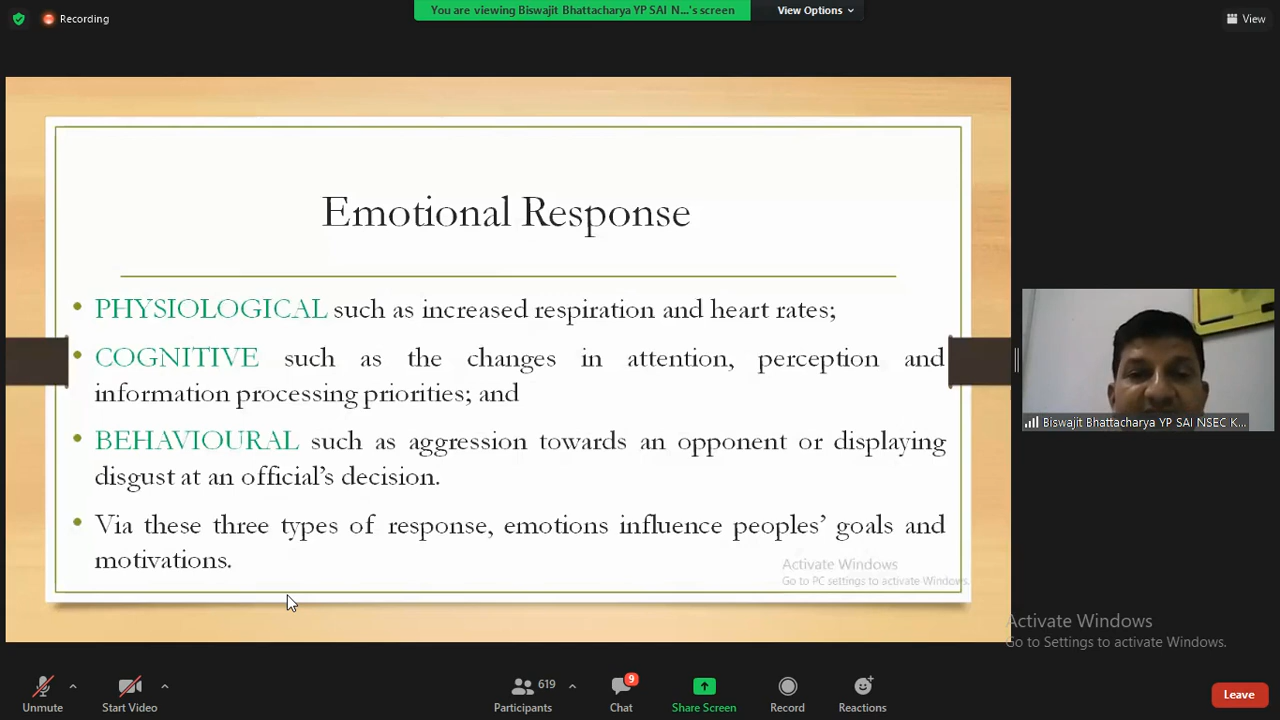 Recording
You are viewing Biswajit Bhattacharya YP SAI N...'s screen
View Options
View
Emotional Response
• PHYSIOLOGICAL such as increased respiration and heart rates;
• COGNITIVE such as the changes in attention, perception and
information processing priorities; and
• BEHAVIOURAL such as aggression towards an opponent or displaying
disgust at an official's decision.
• Via these three types of response, emotions influence peoples' goals and
motivations.
Activate Windows
Go to PC settings to activate Windows.
Biswajit Bhattacharya YP SAI NSEC K...
Activate Windows
Go to Settings to activate Windows.
Unmute
Start Video
619
Participants
9
Chat
Share Screen
Record
Reactions
Leave